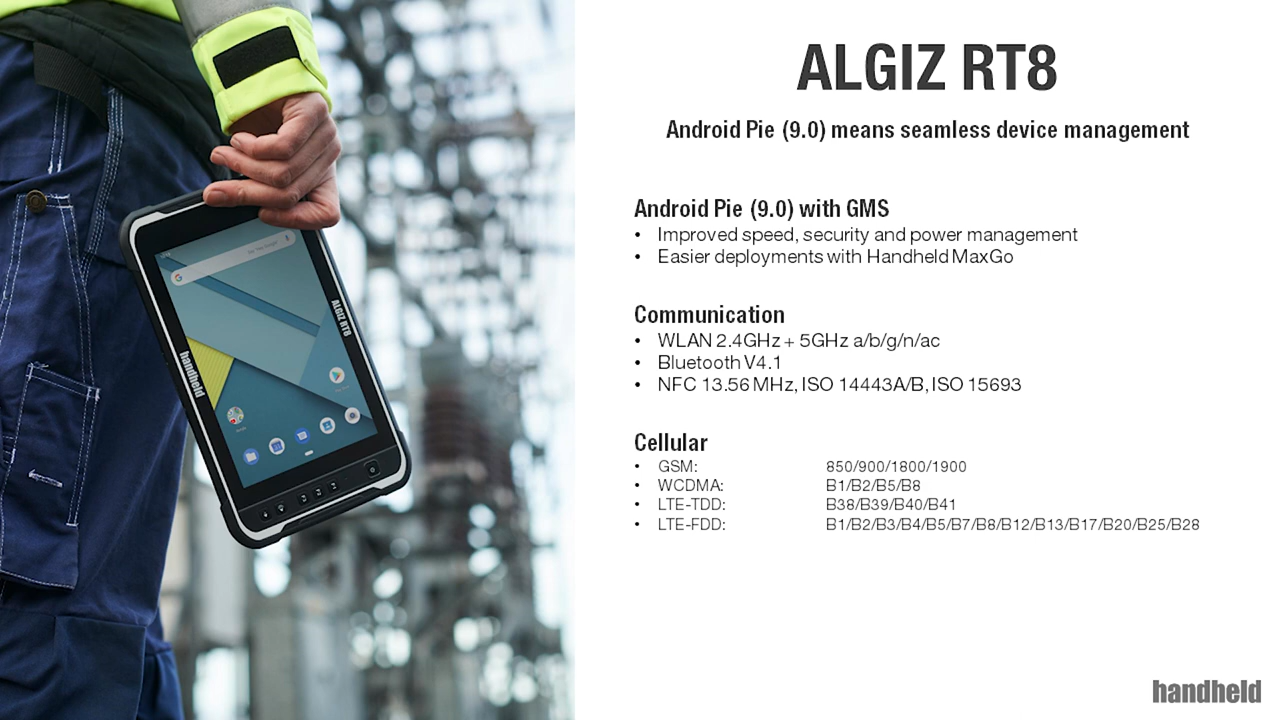 ALGIZ RT8
Android Pie (9.0) means seamless device management
Android Pie (9.0) with GMS
• Improved speed, security and power management
• Easier deployments with Handheld MaxGo
Communication
• WLAN 2.4GHz + 5GHz a/b/g/n/ac
• Bluetooth V4.1
• NFC 13.56 MHz, ISO 14443A/B, ISO 15693
Cellular
• GSM: 850/900/1800/1900
• WCDMA: B1/B2/B5/B8
• LTE-TDD: B38/B39/B40/B41
• LTE-FDD: B1/B2/B3/B4/B5/B7/B8/B12/B13/B17/B20/B25/B28
handheld
ALGIZ RT8
handheld